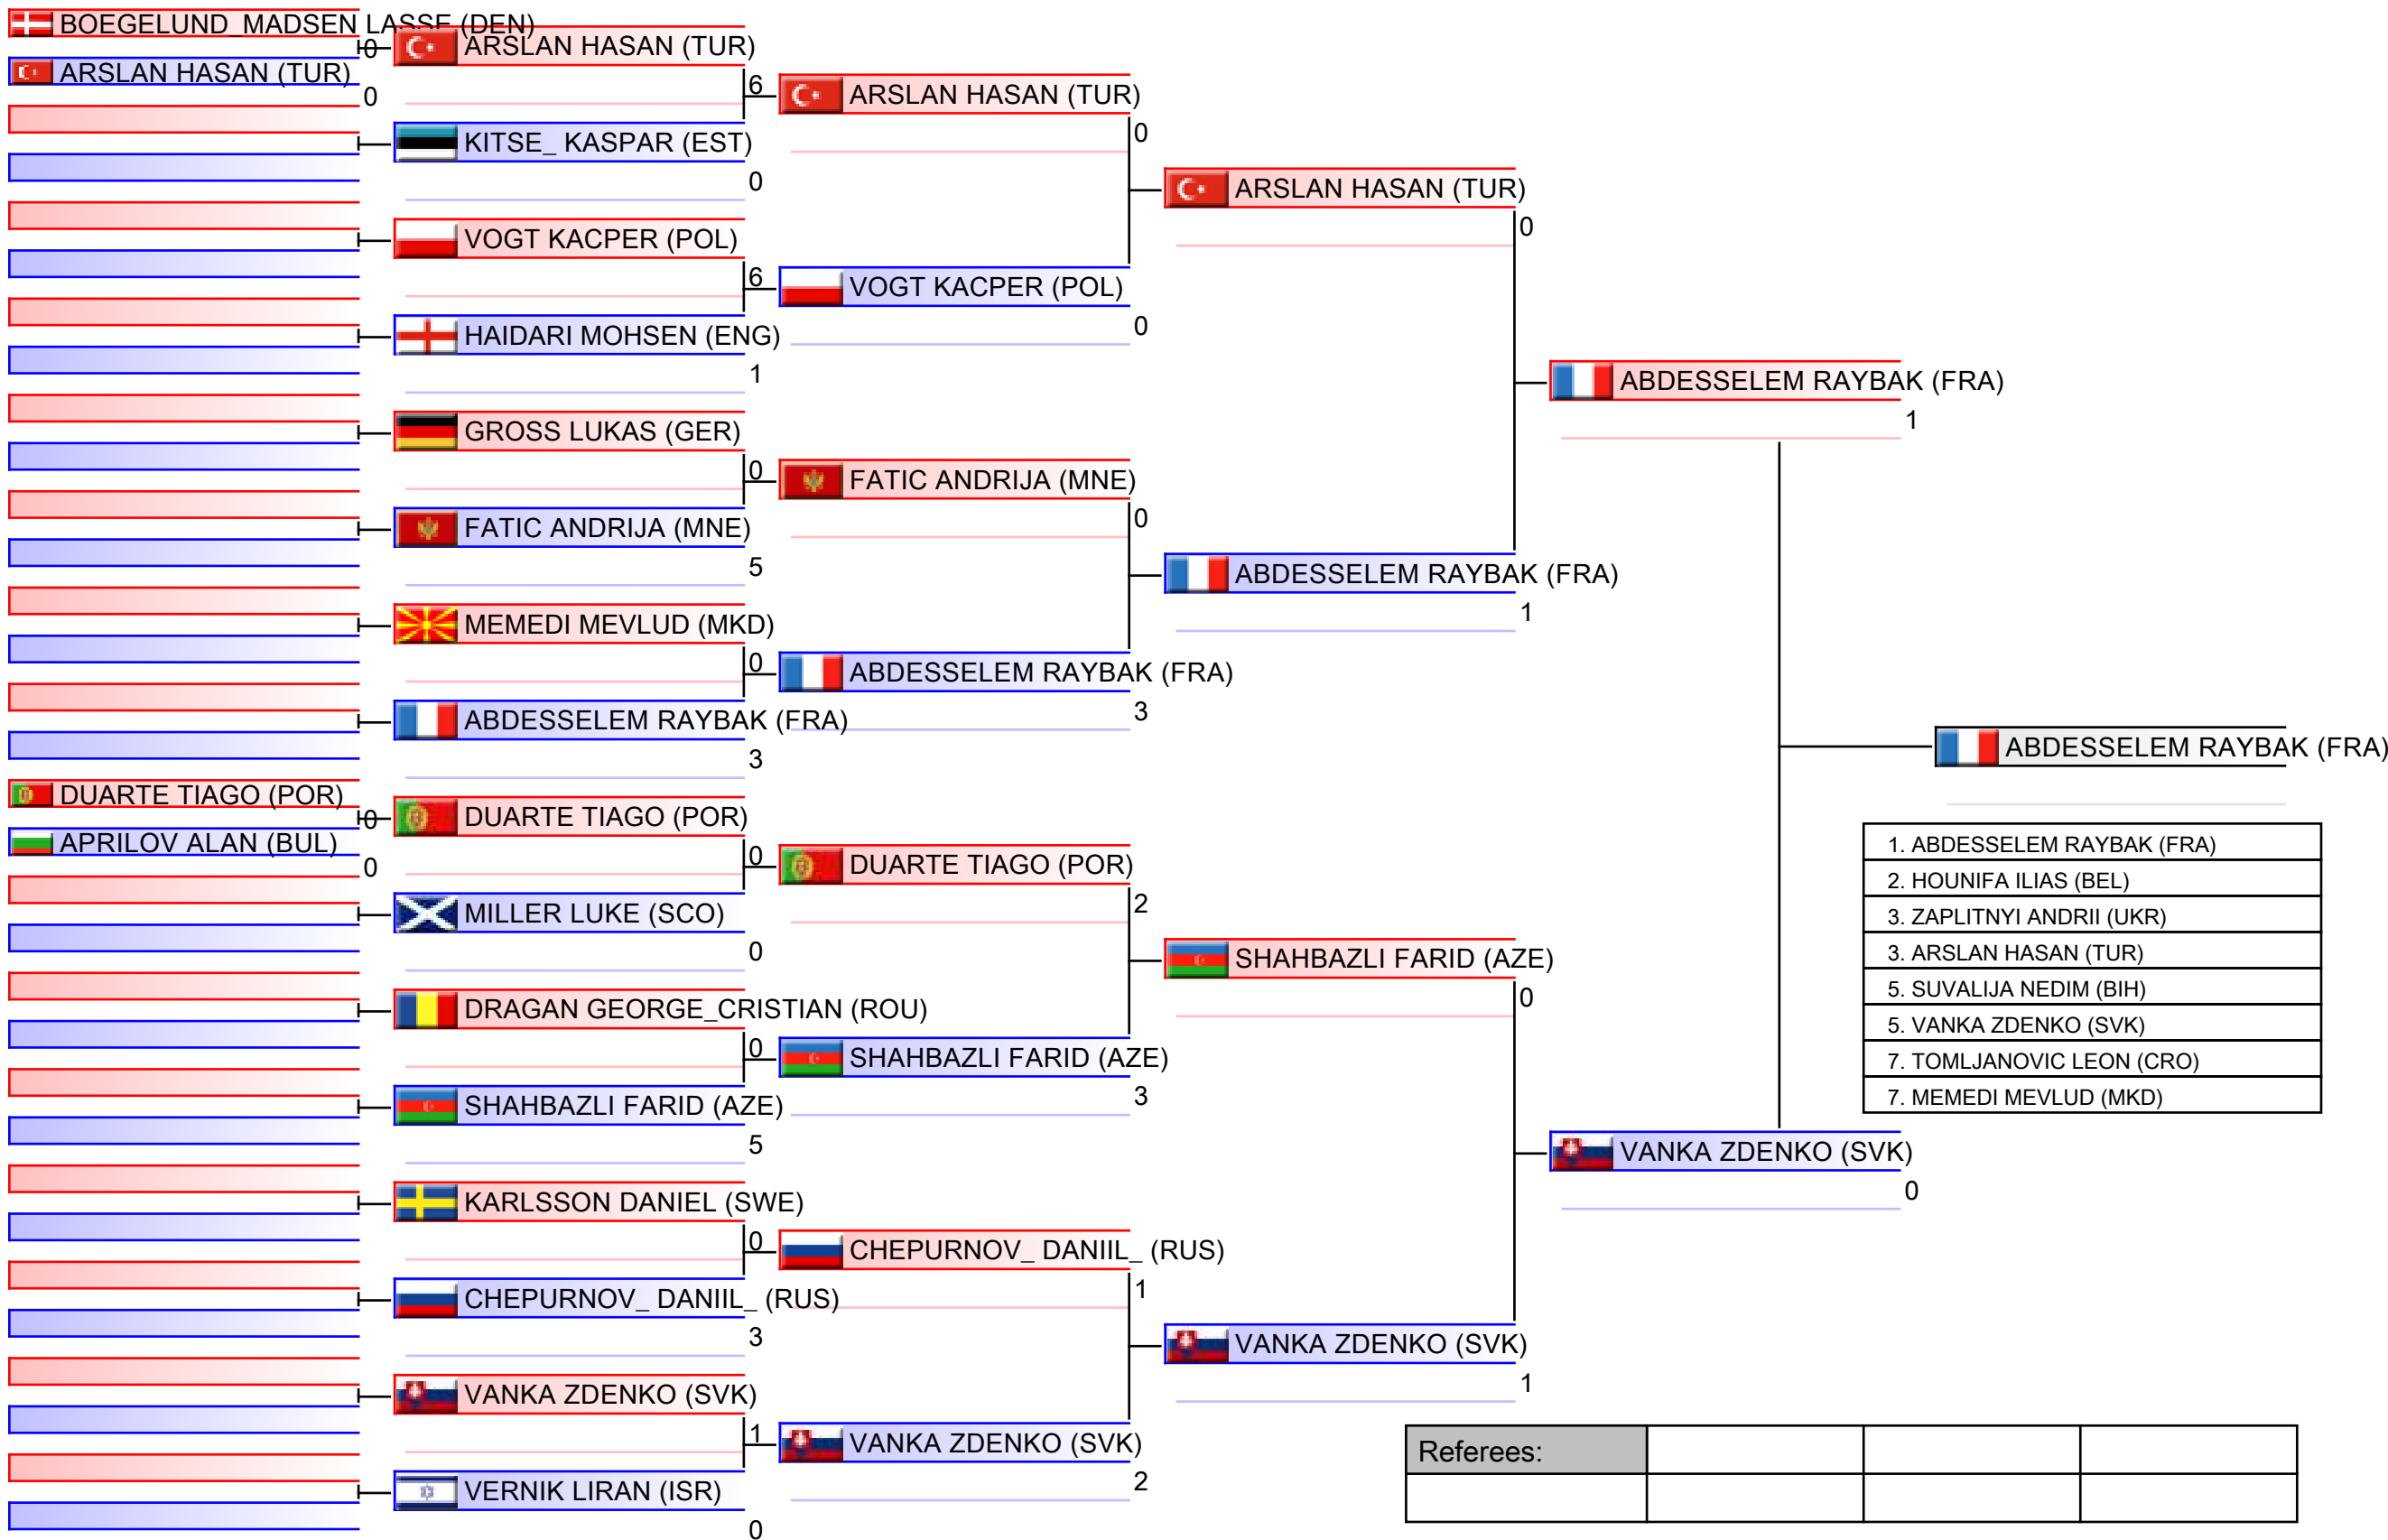 BOEGELUND_MADSEN LASSE (DEN)
0
ARSLAN HASAN (TUR)
0
DUARTE TIAGO (POR)
0
APRILOV ALAN (BUL)
0
ARSLAN HASAN (TUR)
6
KITSE_ KASPAR (EST)
0
VOGT KACPER (POL)
6
HAIDARI MOHSEN (ENG)
1
GROSS LUKAS (GER)
0
FATIC ANDRIJA (MNE)
5
MEMEDI MEVLUD (MKD)
0
ABDESSELEM RAYBAK (FRA)
3
DUARTE TIAGO (POR)
0
MILLER LUKE (SCO)
0
DRAGAN GEORGE_CRISTIAN (ROU)
0
SHAHBAZLI FARID (AZE)
5
KARLSSON DANIEL (SWE)
0
CHEPURNOV_ DANIIL_ (RUS)
3
VANKA ZDENKO (SVK)
1
VERNIK LIRAN (ISR)
0
ARSLAN HASAN (TUR)
0
VOGT KACPER (POL)
0
FATIC ANDRIJA (MNE)
0
ABDESSELEM RAYBAK (FRA)
3
DUARTE TIAGO (POR)
2
SHAHBAZLI FARID (AZE)
3
CHEPURNOV_ DANIIL_ (RUS)
1
VANKA ZDENKO (SVK)
2
ARSLAN HASAN (TUR)
0
ABDESSELEM RAYBAK (FRA)
1
SHAHBAZLI FARID (AZE)
0
VANKA ZDENKO (SVK)
1
ABDESSELEM RAYBAK (FRA)
1
VANKA ZDENKO (SVK)
0
ABDESSELEM RAYBAK (FRA)
1. ABDESSELEM RAYBAK (FRA)
2. HOUNIFA ILIAS (BEL)
3. ZAPLITNYI ANDRII (UKR)
3. ARSLAN HASAN (TUR)
5. SUVALIJA NEDIM (BIH)
5. VANKA ZDENKO (SVK)
7. TOMLJANOVIC LEON (CRO)
7. MEMEDI MEVLUD (MKD)
Referees: